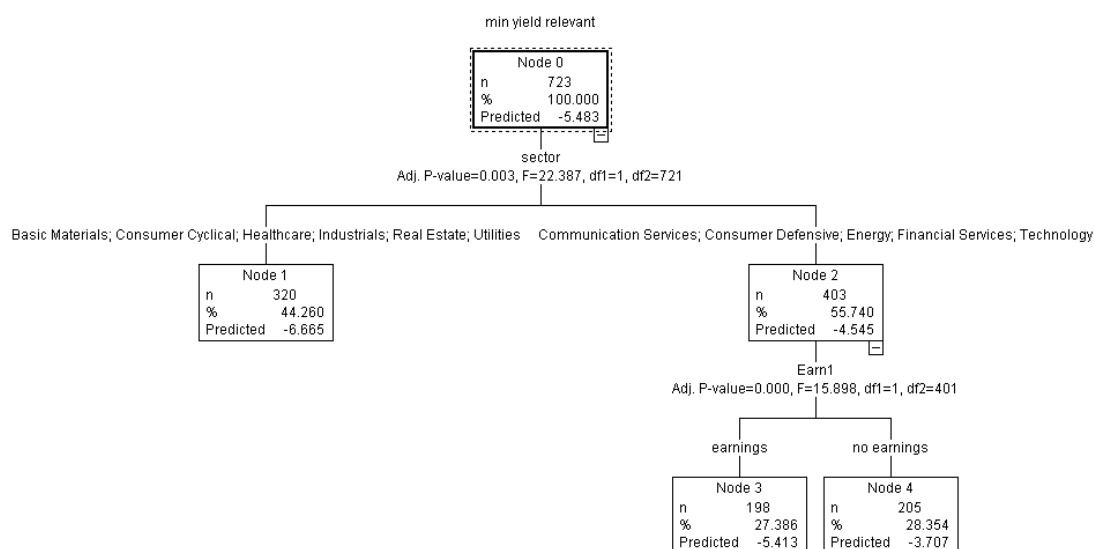 min yield relevant
Node 0
n 723
% 100.000
Predicted -5.483
sector
Adj. P-value=0.003, F=22.387, df1=1, df2=721
Basic Materials; Consumer Cyclical; Healthcare; Industrials; Real Estate; Utilities
Communication Services; Consumer Defensive; Energy; Financial Services; Technology
Node 1
n 320
% 44.260
Predicted -6.665
Node 2
n 403
% 55.740
Predicted -4.545
Earn1
Adj. P-value=0.000, F=15.898, df1=1, df2=401
earnings
no earnings
Node 3
n 198
% 27.386
Predicted -5.413
Node 4
n 205
% 28.354
Predicted -3.707